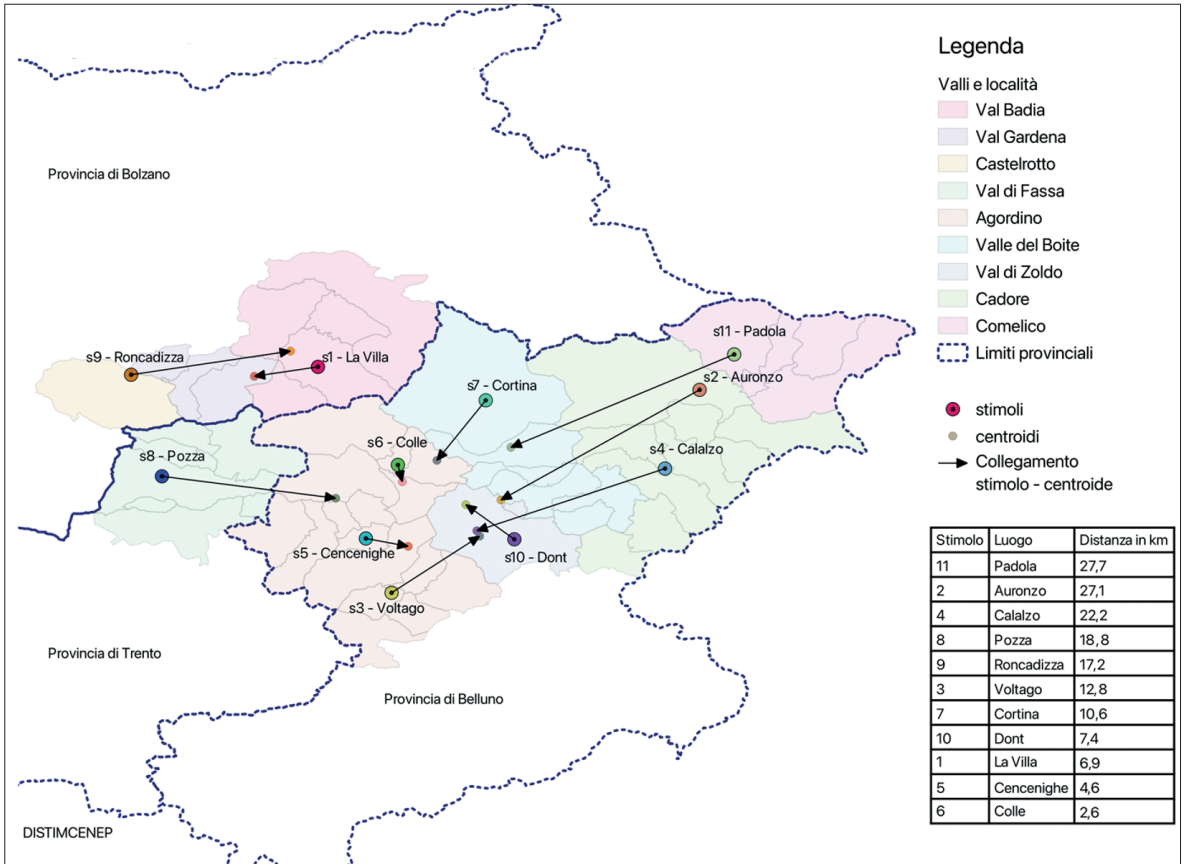 Legenda
Valli e località
Val Badia
Val Gardena
Castelrotto
Val di Fassa
Agordino
Valle del Boite
Val di Zoldo
Cadore
Comelico
Limiti provinciali
stimoli
centroidi
Collegamento
stimolo - centroide
Provincia di Bolzano
s11 - Padola
s9 - Roncadizza
s1 - La Villa
s2 - Auronzo
s7 - Cortina
s6 - Colle
s4 - Calalzo
s8 - Pozza
s5 - Cencenighe
s10 - Dont
s3 - Voltago
Provincia di Trento
Provincia di Belluno
DISTIMCENEP
Stimolo Luogo Distanza in km
11 Padola 27,7
2 Auronzo 27,1
4 Calalzo 22,2
8 Pozza 18,8
9 Roncadizza 17,2
3 Voltago 12,8
7 Cortina 10,6
10 Dont 7,4
1 La Villa 6,9
5 Cencenighe 4,6
6 Colle 2,6